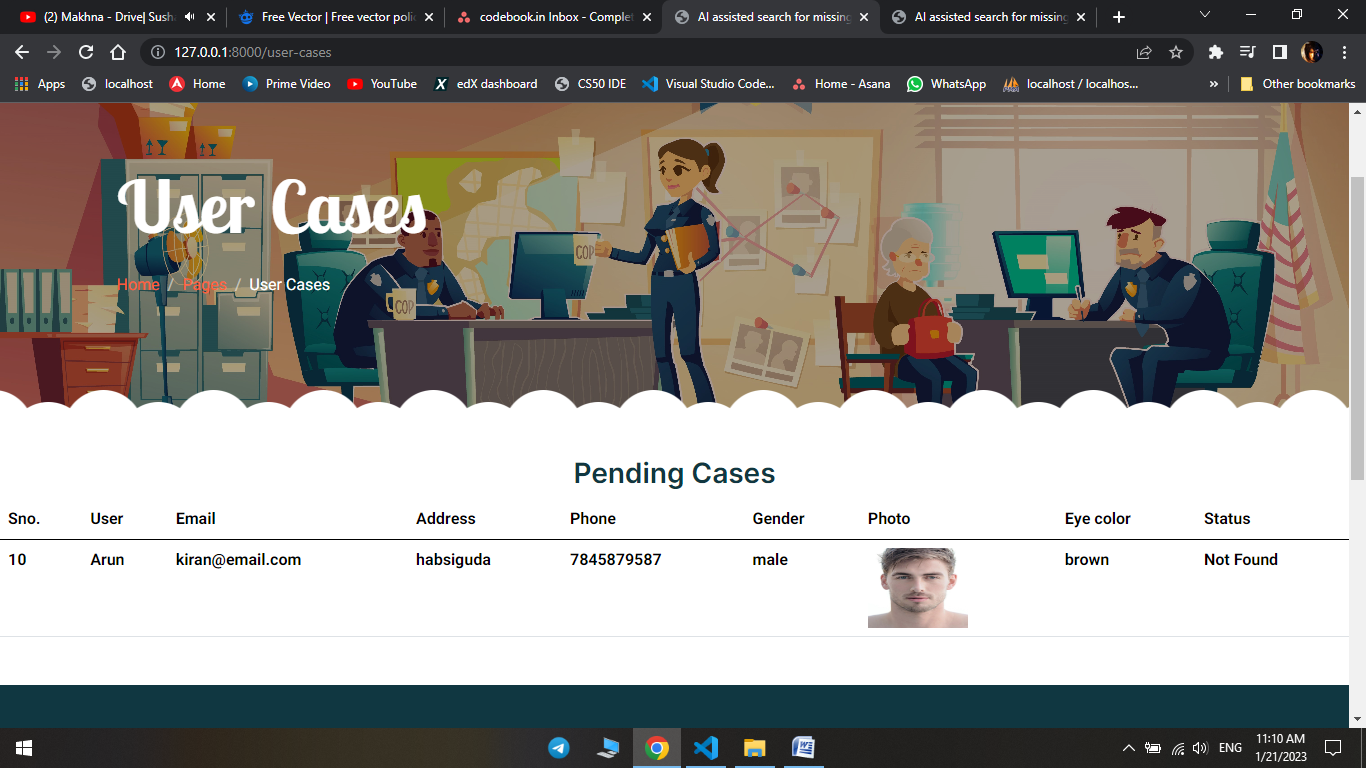 (2) Makhna - Drive| Susha
Free Vector | Free vector polic
codebook.in Inbox - Complet
AI assisted search for missing
AI assisted search for missing
127.0.0.1:8000/user-cases
Apps
localhost
Home
Prime Video
YouTube
edX dashboard
CS50 IDE
Visual Studio Code...
Home - Asana
WhatsApp
localhost / localhos...
»
Other bookmarks
User Cases
COP
COP
Home / Pages / User Cases
Pending Cases
Sno. User Email Address Phone Gender Photo Eye color Status
10 Arun kiran@email.com habsiguda 7845879587 male brown Not Found
ENG
11:10 AM
1/21/2023